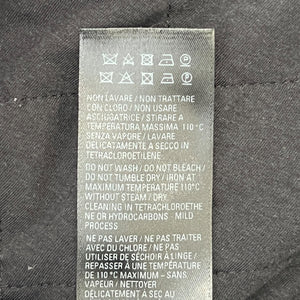 NON LAVARE / NON TRATTARE
CON CLORO / NON USARE
ASCIUGATRICE / STIRARE A
TEMPERATURA MASSIMA 110°C
SENZA VAPORE / LAVARE
DELICATAMENTE A SECCO IN
TETRACLOROETILENE
DO NOT WASH / DO NOT BLEACH /
DO NOT TUMBLE DRY / IRON AT
MAXIMUM TEMPERATURE 110°C
WITHOUT STEAM / DRY
CLEANING IN TETRACHLOROETHE
NE OR HYDROCARBONS - MILD
PROCESS
NE PAS LAVER / NE PAS TRAITER
AVEC DU CHLORE / NE PAS
UTILISER DE SÉCHOIR À LINGE /
REPASSER À UNE TEMPÉRATURE
DE 110°C MAXIMUM - SANS
VAPEUR / NETTOYAGE À SEC